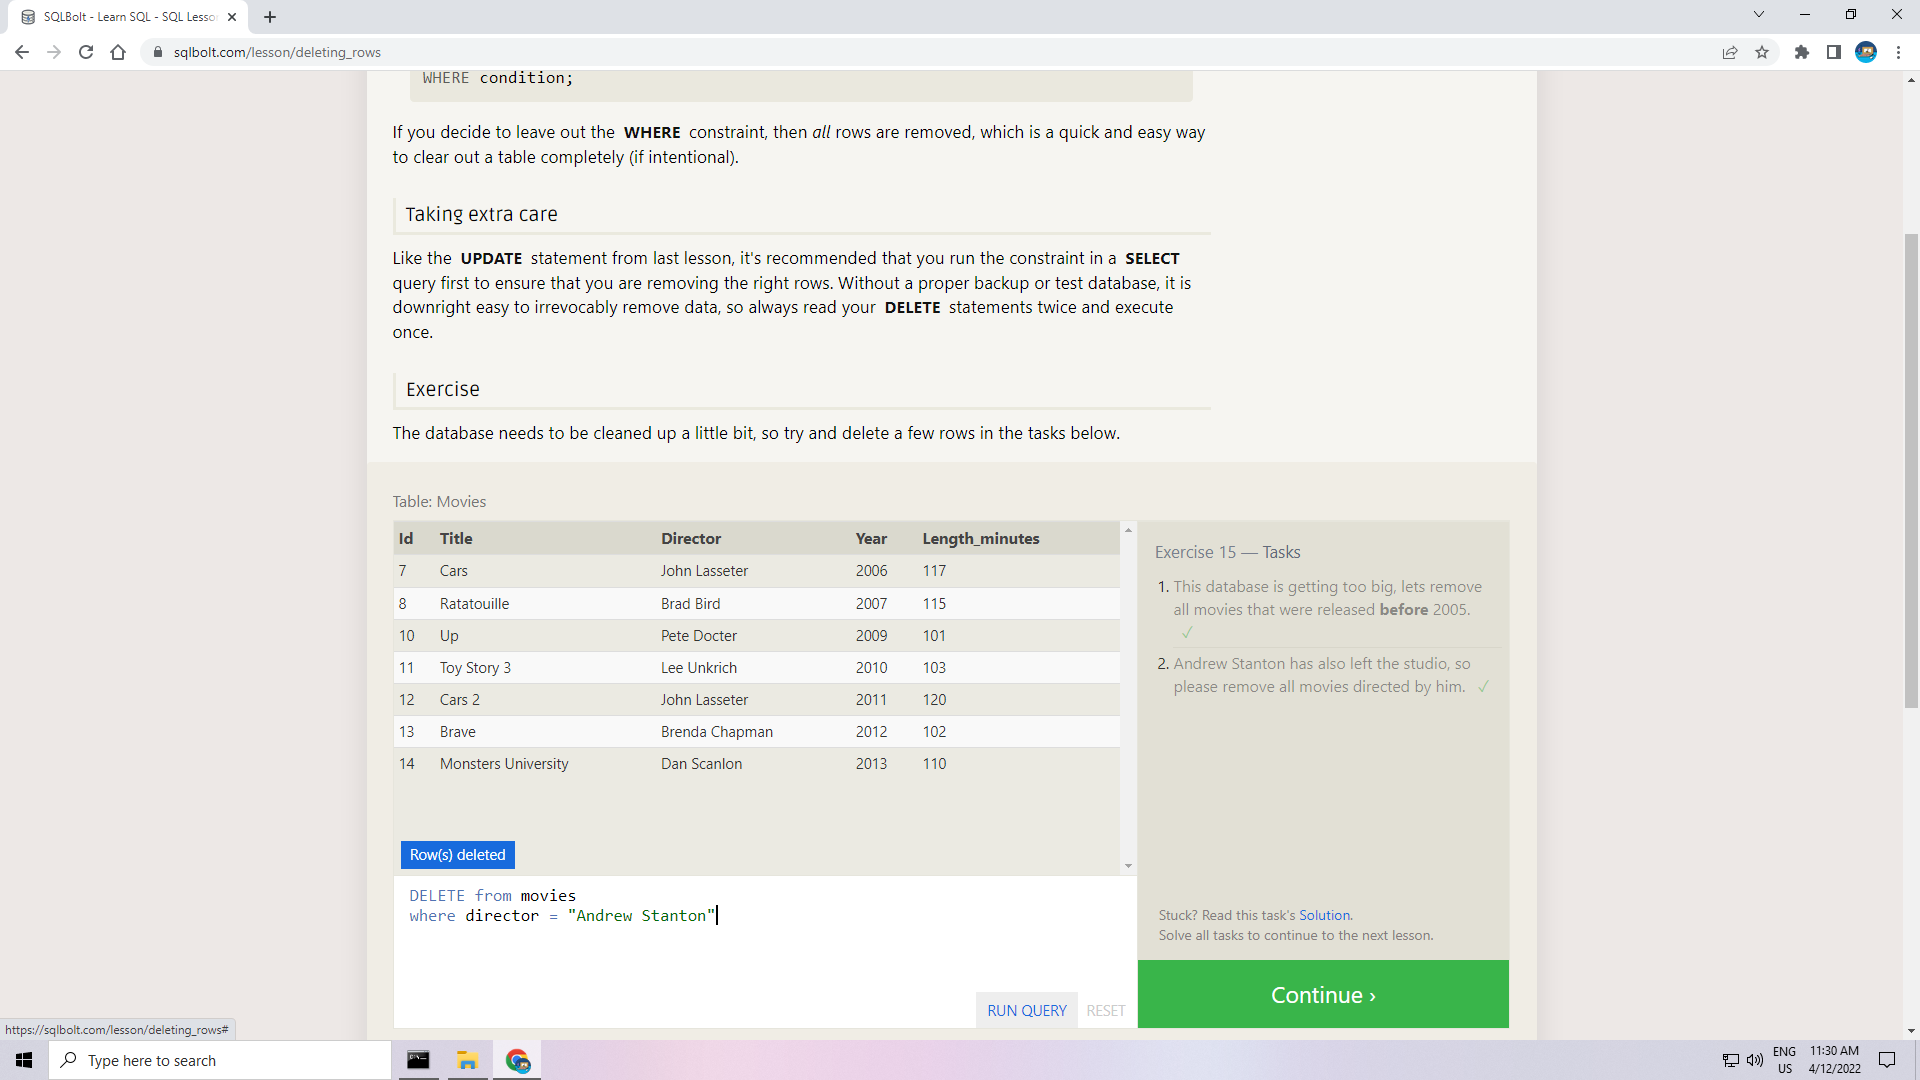 SQLBolt - Learn SQL - SQL Lesso
sqlbolt.com/lesson/deleting_rows
WHERE condition;
If you decide to leave out the WHERE constraint, then all rows are removed, which is a quick and easy way
to clear out a table completely (if intentional).
Taking extra care
Like the UPDATE statement from last lesson, it's recommended that you run the constraint in a SELECT
query first to ensure that you are removing the right rows. Without a proper backup or test database, it is
downright easy to irrevocably remove data, so always read your DELETE statements twice and execute
once.
Exercise
The database needs to be cleaned up a little bit, so try and delete a few rows in the tasks below.
Table: Movies
Id Title Director Year Length_minutes
7 Cars John Lasseter 2006 117
8 Ratatouille Brad Bird 2007 115
10 Up Pete Docter 2009 101
11 Toy Story 3 Lee Unkrich 2010 103
12 Cars 2 John Lasseter 2011 120
13 Brave Brenda Chapman 2012 102
14 Monsters University Dan Scanlon 2013 110
Row(s) deleted
DELETE from movies
where director = "Andrew Stanton"
RUN QUERY RESET
Exercise 15 — Tasks
1. This database is getting too big, lets remove
all movies that were released before 2005.
✓
2. Andrew Stanton has also left the studio, so
please remove all movies directed by him. ✓
Stuck? Read this task's Solution.
Solve all tasks to continue to the next lesson.
Continue ›
https://sqlbolt.com/lesson/deleting_rows#
Type here to search
ENG
US
11:30 AM
4/12/2022